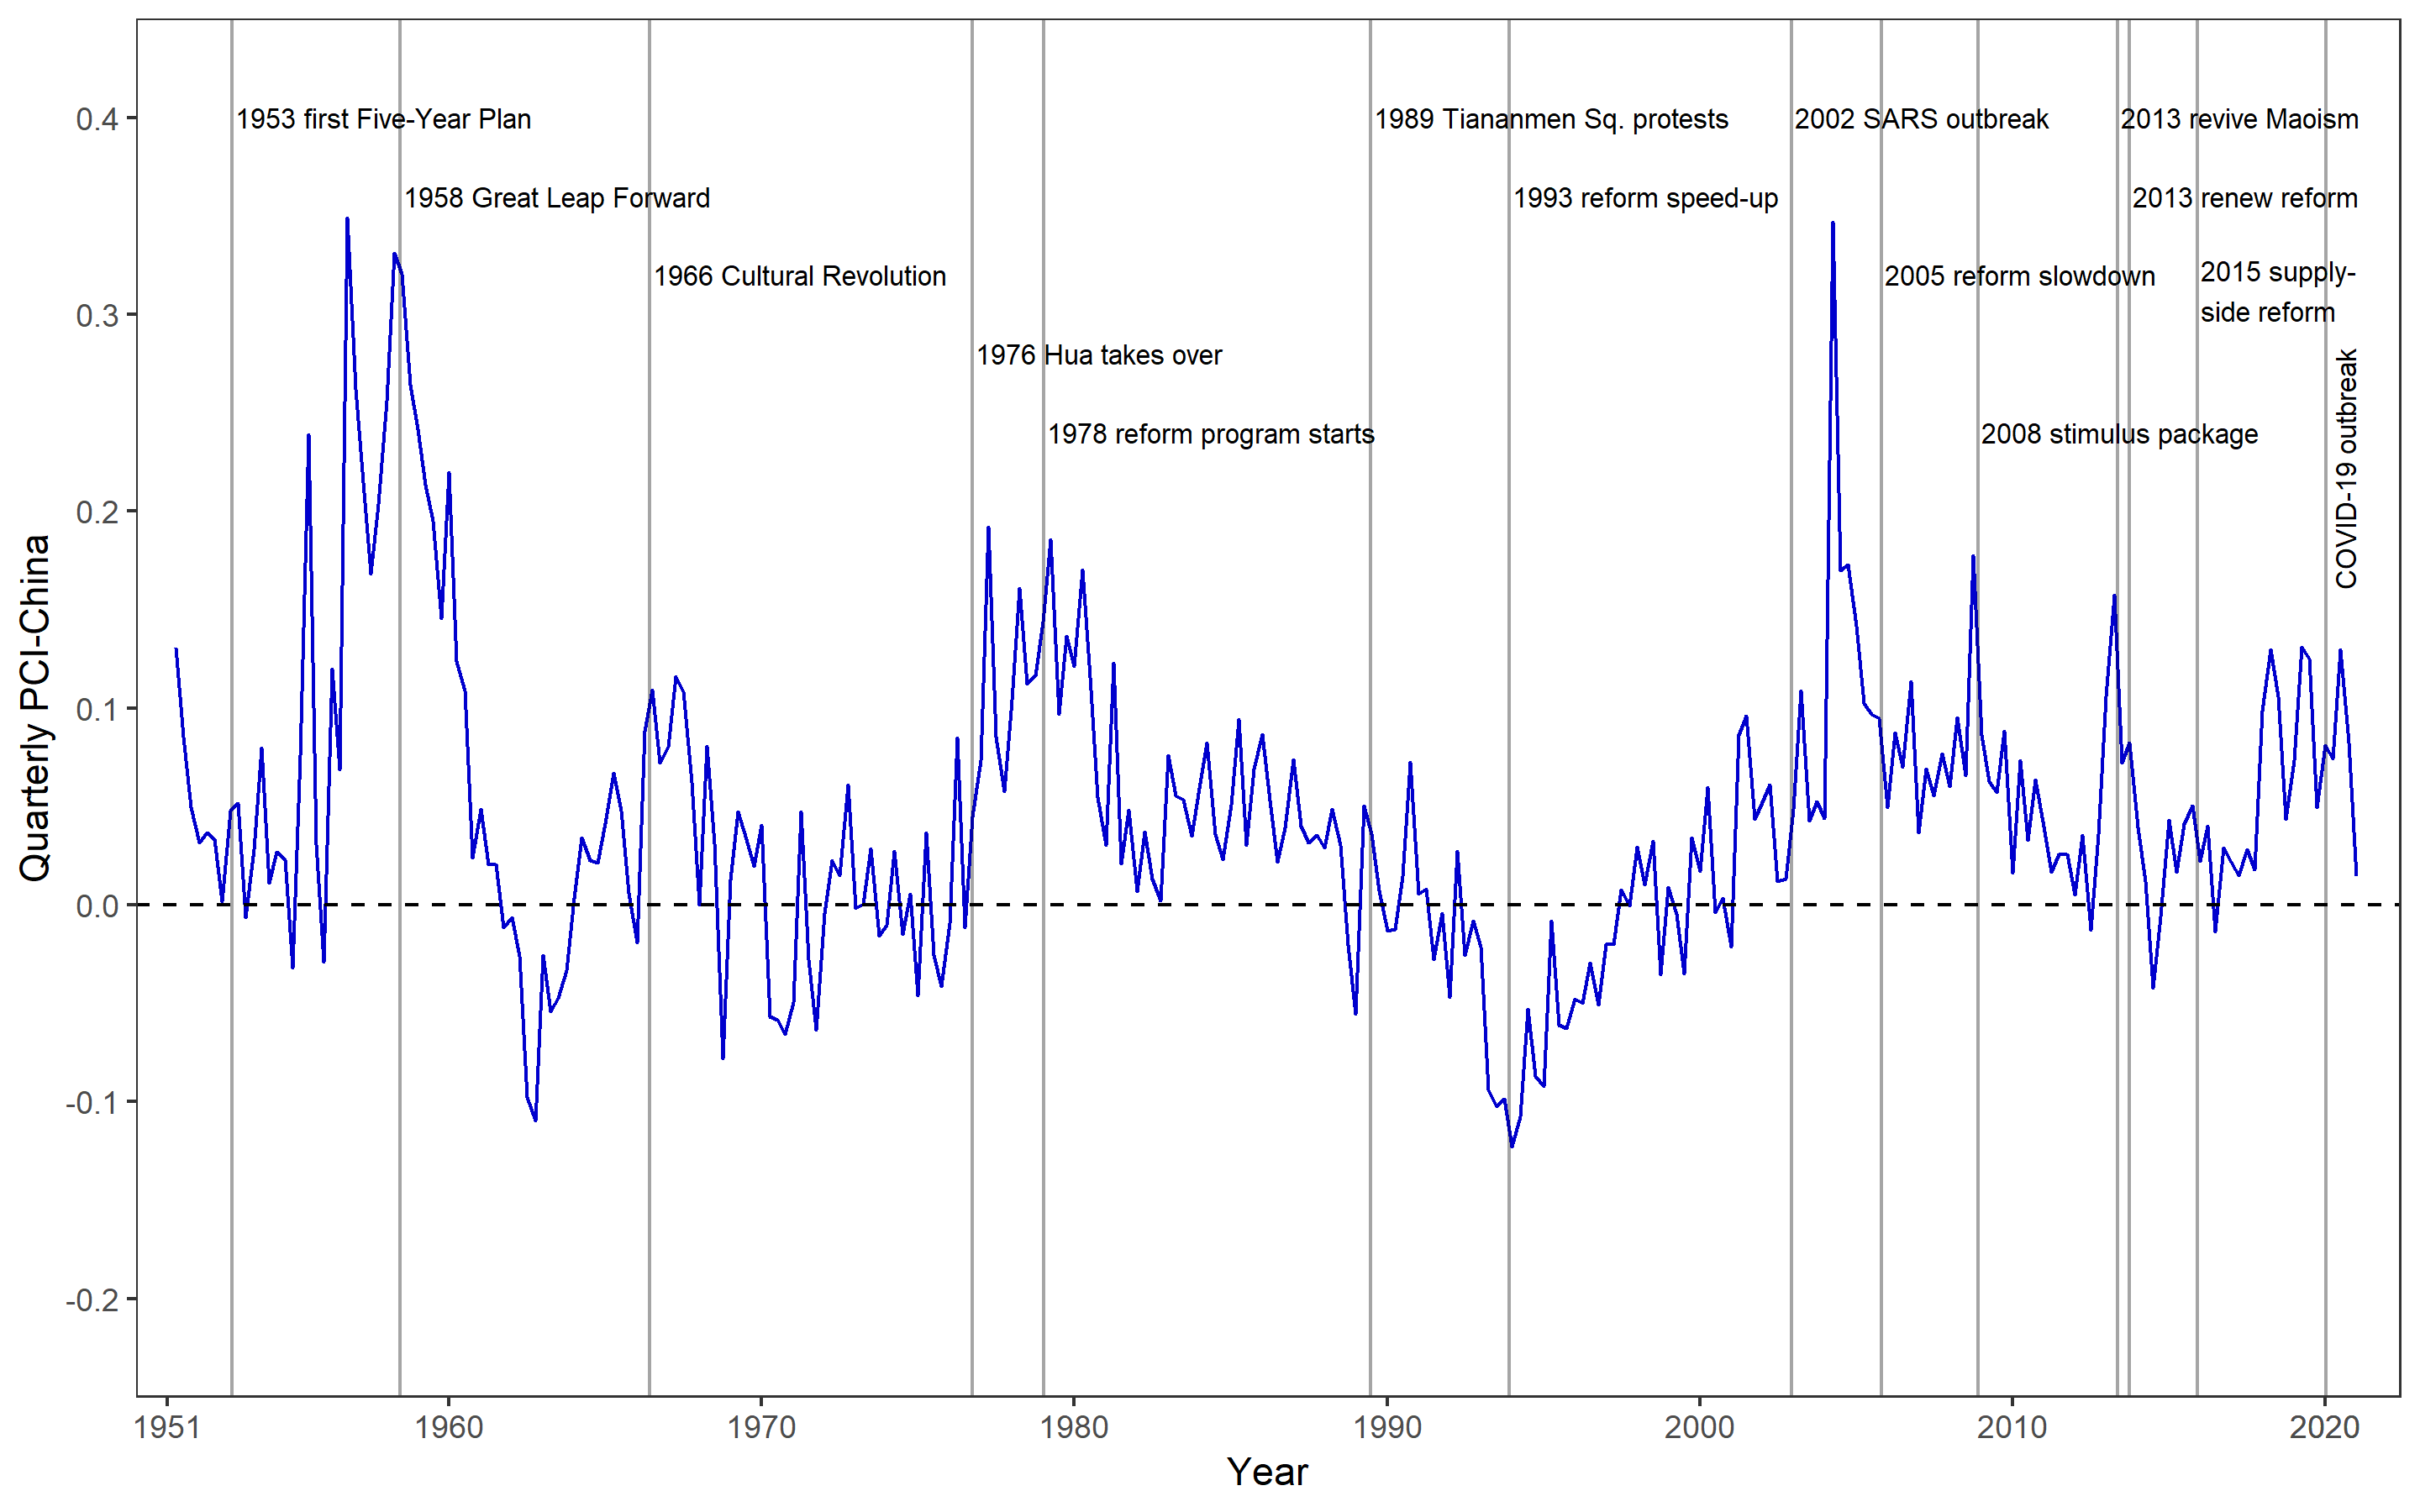 1953 first Five-Year Plan
1989 Tiananmen Sq. protests
2002 SARS outbreak
2013 revive Maoism
1958 Great Leap Forward
1993 reform speed-up
2013 renew reform
1966 Cultural Revolution
2005 reform slowdown
2015 supply-
side reform
1976 Hua takes over
1978 reform program starts
2008 stimulus package
COVID-19 outbreak
Quarterly PCI-China
0.4
0.3
0.2
0.1
0.0
-0.1
-0.2
1951
1960
1970
1980
1990
2000
2010
2020
Year